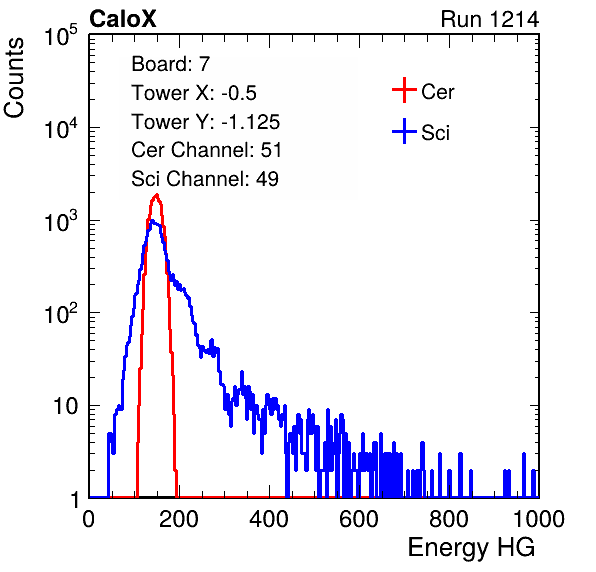 CaloX Run 1214
Counts
10^5
10^4
10^3
10^2
10
1
Board: 7
Tower X: -0.5
Tower Y: -1.125
Cer Channel: 51
Sci Channel: 49
Cer
Sci
0 200 400 600 800 1000
Energy HG